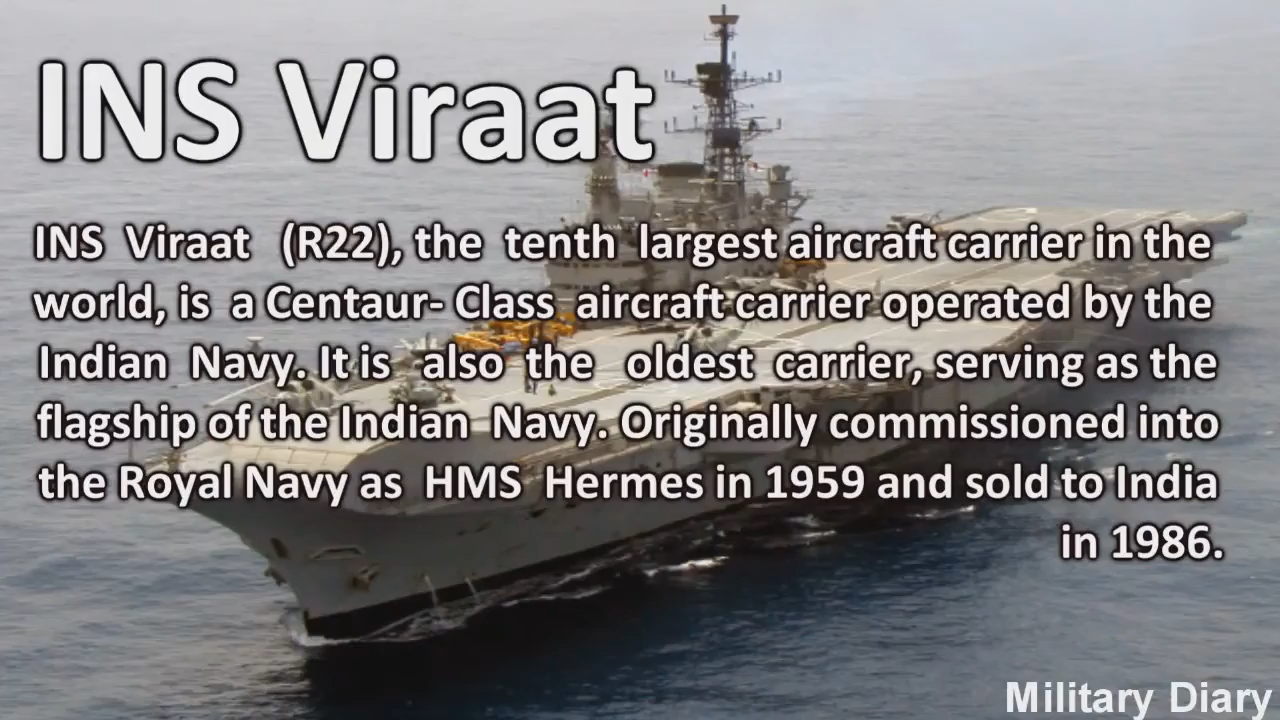 INS Viraat
INS Viraat (R22), the tenth largest aircraft carrier in the
world, is a Centaur- Class aircraft carrier operated by the
Indian Navy. It is also the oldest carrier, serving as the
flagship of the Indian Navy. Originally commissioned into
the Royal Navy as HMS Hermes in 1959 and sold to India
in 1986.
Military Diary